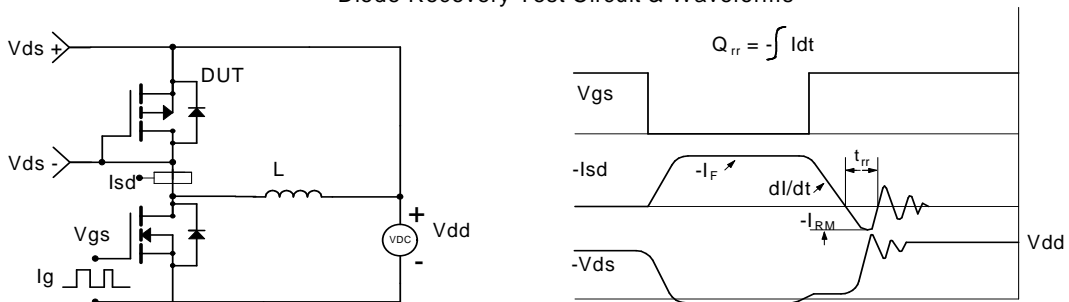 Diode Recovery Test Circuit & Waveforms
Vds +
DUT
Vds -
Isd
L
Vgs
Ig
+
VDC
-
Vdd
Q rr = -∫ Idt
Vgs
-Isd
-I F
dI/dt
t rr
-I RM
Vdd
-Vds